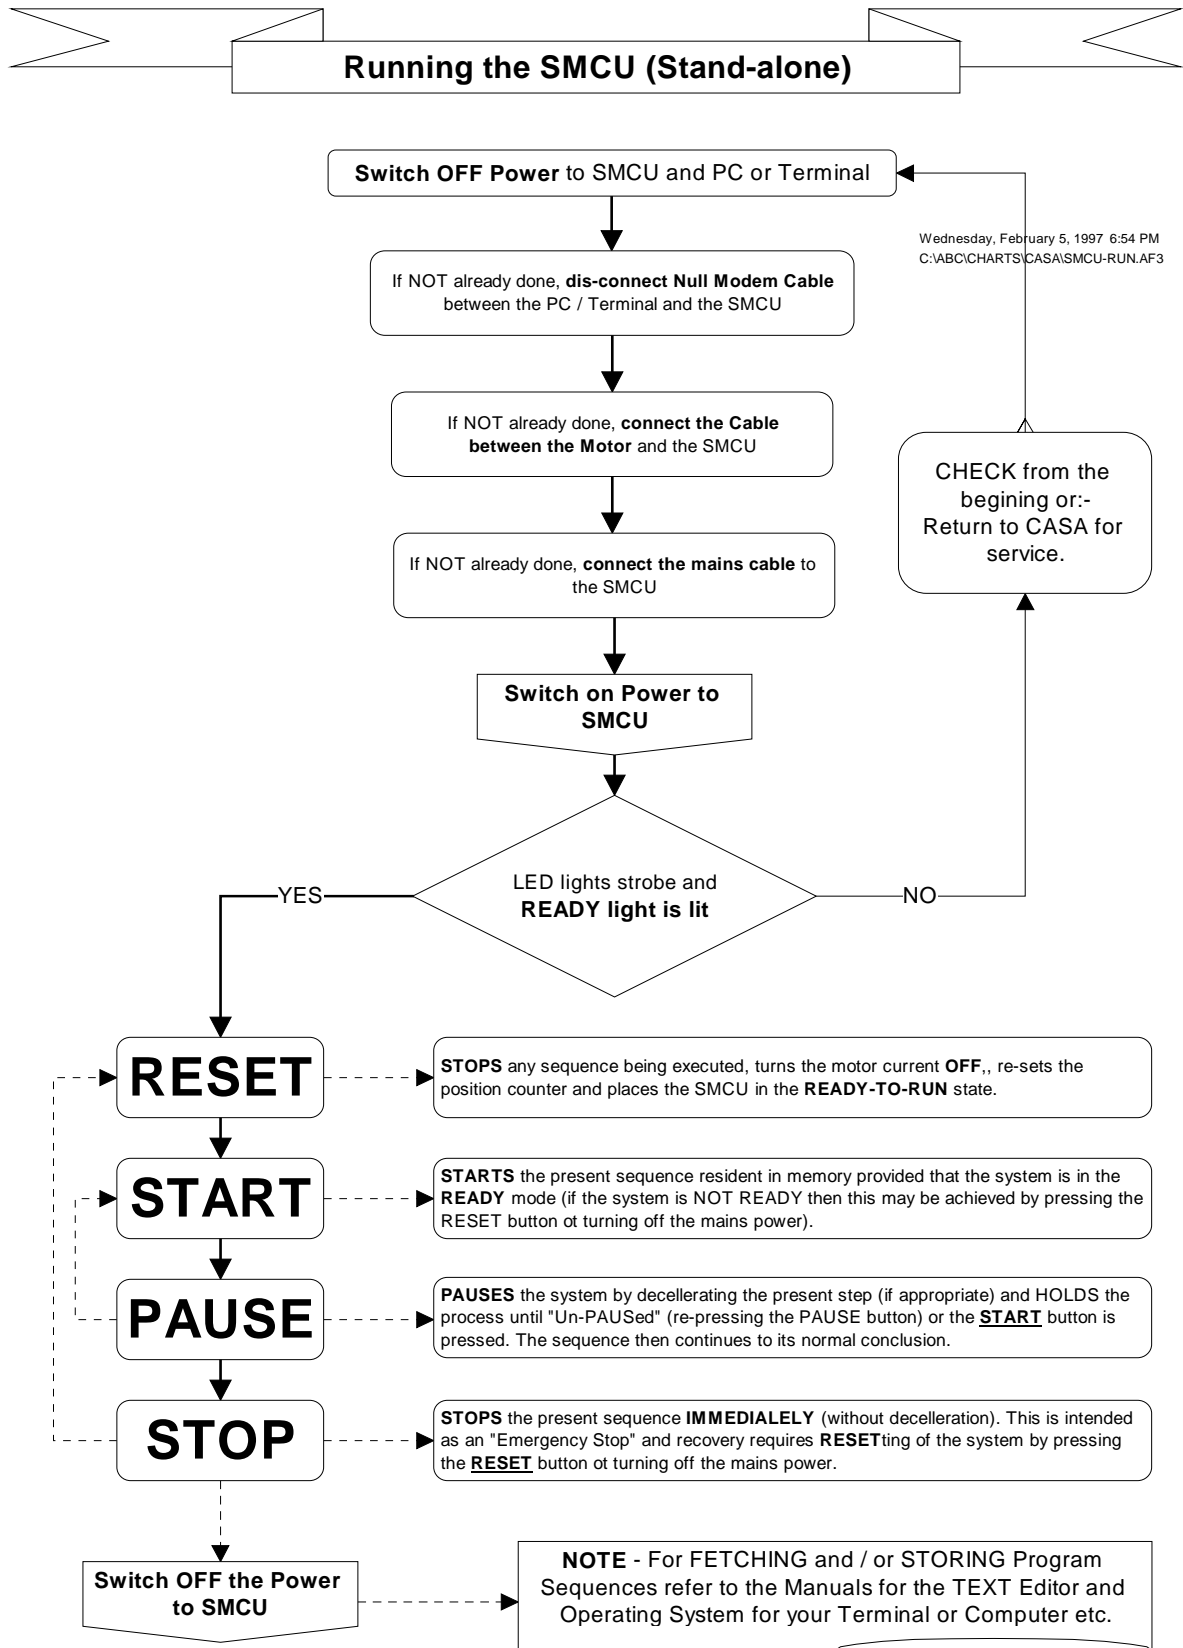 Running the SMCU (Stand-alone)
Switch OFF Power to SMCU and PC or Terminal
Wednesday, February 5, 1997 6:54 PM
C:\ABC\CHARTS\CASA\SMCU-RUN.AF3
If NOT already done, dis-connect Null Modem Cable
between the PC / Terminal and the SMCU
If NOT already done, connect the Cable
between the Motor and the SMCU
CHECK from the
begining or:-
Return to CASA for
service.
If NOT already done, connect the mains cable to
the SMCU
Switch on Power to
SMCU
LED lights strobe and
READY light is lit
YES
NO
RESET
STOPS any sequence being executed, turns the motor current OFF,, re-sets the
position counter and places the SMCU in the READY-TO-RUN state.
START
STARTS the present sequence resident in memory provided that the system is in the
READY mode (if the system is NOT READY then this may be achieved by pressing the
RESET button ot turning off the mains power).
PAUSE
PAUSES the system by decellerating the present step (if appropriate) and HOLDS the
process until "Un-PAUSed" (re-pressing the PAUSE button) or the START button is
pressed. The sequence then continues to its normal conclusion.
STOP
STOPS the present sequence IMMEDIALELY (without decelleration). This is intended
as an "Emergency Stop" and recovery requires RESETting of the system by pressing
the RESET button ot turning off the mains power.
Switch OFF the Power
to SMCU
NOTE - For FETCHING and / or STORING Program
Sequences refer to the Manuals for the TEXT Editor and
Operating System for your Terminal or Computer etc.